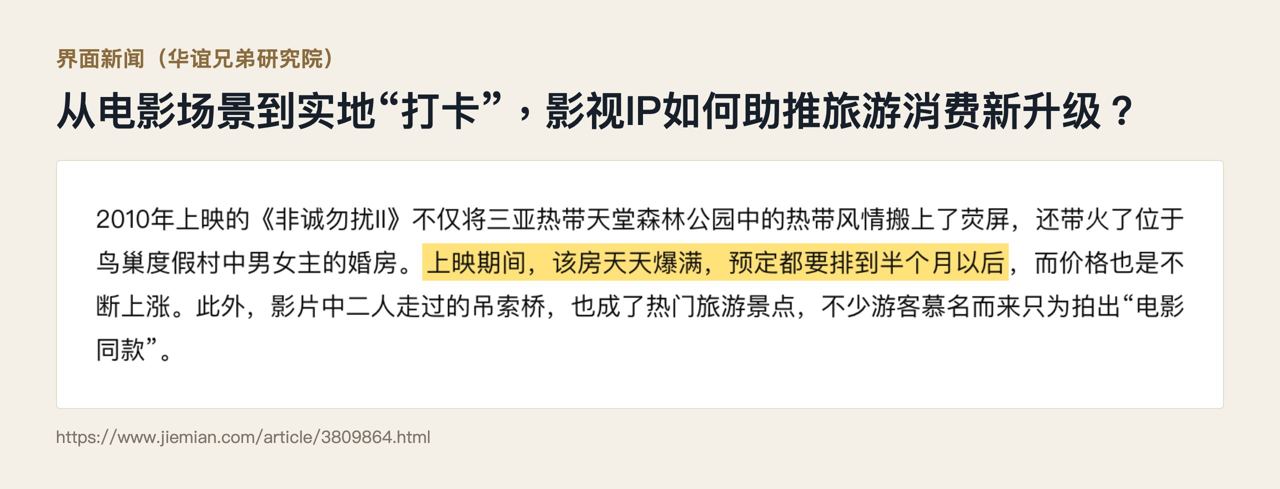 界面新闻（华谊兄弟研究院）
从电影场景到实地“打卡”，影视IP如何助推旅游消费新升级？
2010年上映的《非诚勿扰II》不仅将三亚热带天堂森林公园中的热带风情搬上了荧屏，还带火了位于
鸟巢度假村中男女主的婚房。上映期间，该房天天爆满，预定都要排到半个月以后，而价格也是不
断上涨。此外，影片中二人走过的吊索桥，也成了热门旅游景点，不少游客慕名而来只为拍出“电影
同款”。
https://www.jiemian.com/article/3809864.html